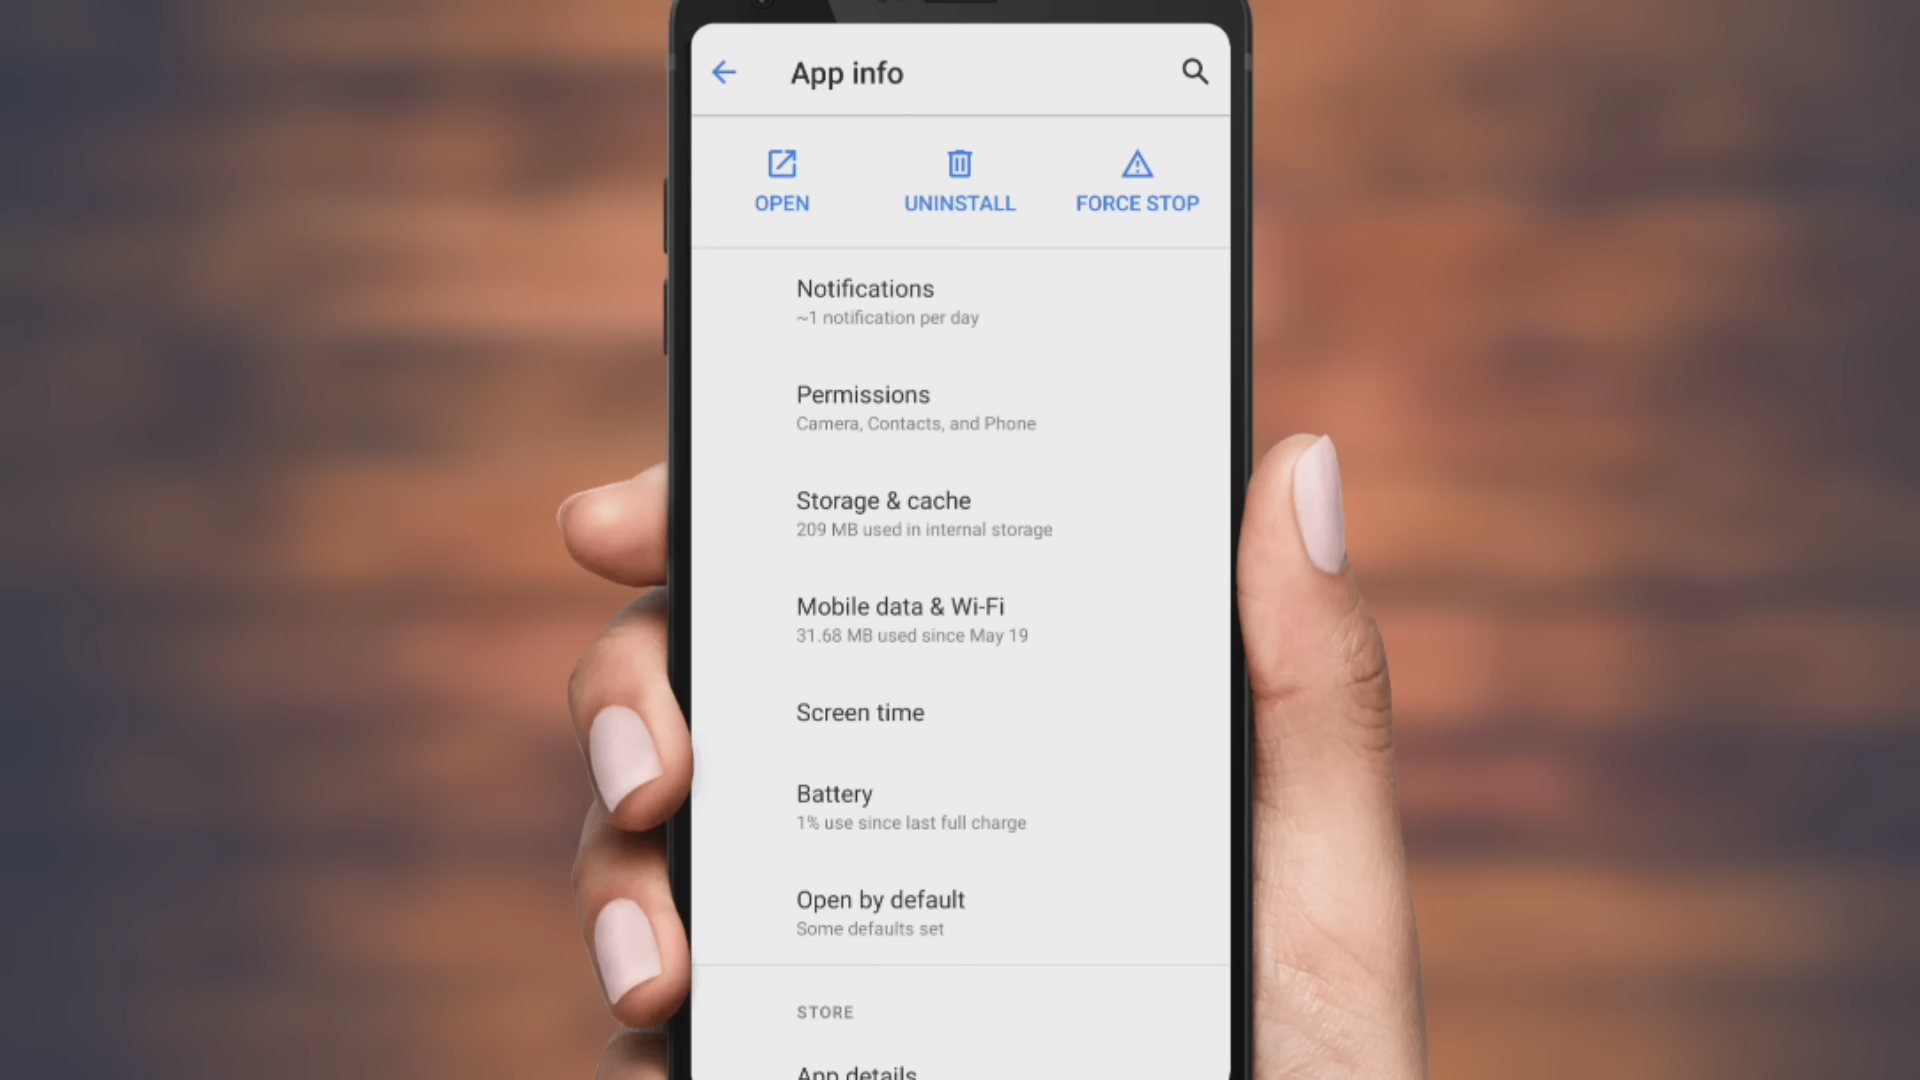 App info
OPEN
UNINSTALL
FORCE STOP
Notifications
~1 notification per day
Permissions
Camera, Contacts, and Phone
Storage & cache
209 MB used in internal storage
Mobile data & Wi-Fi
31.68 MB used since May 19
Screen time
Battery
1% use since last full charge
Open by default
Some defaults set
STORE
App details